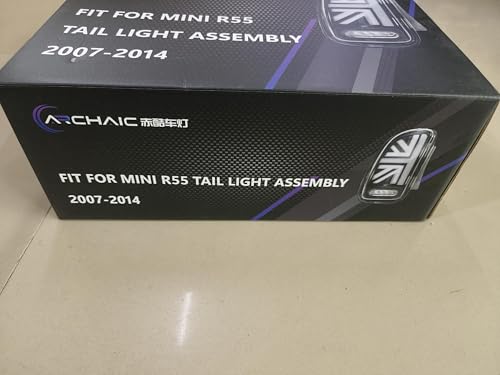 FIT FOR MINI R55
TAIL LIGHT ASSEMBLY
2007-2014
ARCHAIC 赤酷车灯
FIT FOR MINI R55 TAIL LIGHT ASSEMBLY
2007-2014